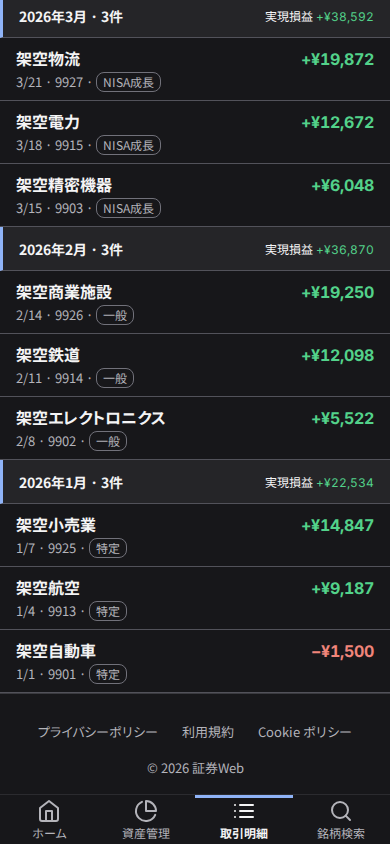 2026年3月・3件 実現損益 +¥38,592
架空物流 +¥19,872
3/21・9927・NISA成長
架空電力 +¥12,672
3/18・9915・NISA成長
架空精密機器 +¥6,048
3/15・9903・NISA成長
2026年2月・3件 実現損益 +¥36,870
架空商業施設 +¥19,250
2/14・9926・一般
架空鉄道 +¥12,098
2/11・9914・一般
架空エレクトロニクス +¥5,522
2/8・9902・一般
2026年1月・3件 実現損益 +¥22,534
架空小売業 +¥14,847
1/7・9925・特定
架空航空 +¥9,187
1/4・9913・特定
架空自動車 −¥1,500
1/1・9901・特定
プライバシーポリシー 利用規約 Cookie ポリシー
© 2026 証券Web
ホーム 資産管理 取引明細 銘柄検索